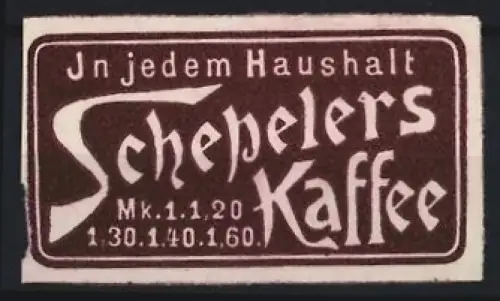 Jn jedem Haushalt
Schepelers
Kaffee
Mk. 1. 1,20
1,30. 1,40. 1,60.